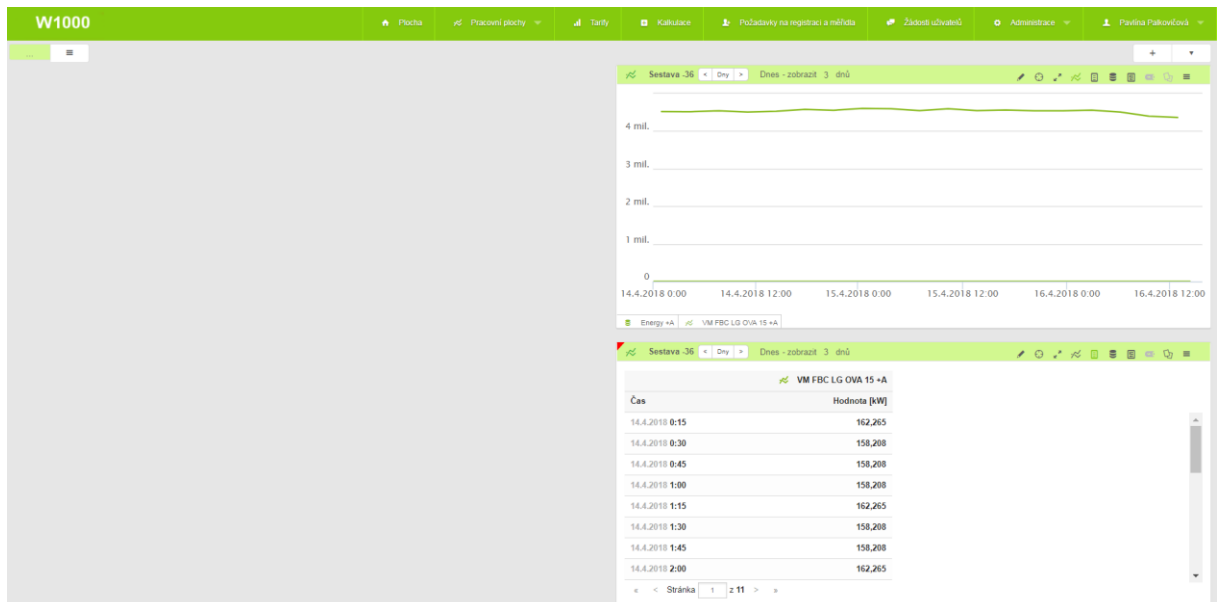 W1000 Plocha Pracovní plochy Tarify Kalkulace Požadavky na registraci a měřidla Žádosti uživatelů Administrace Pavlína Palkovičová
... + 
Sestava -36 < Dny > Dnes - zobrazit 3 dnů
4 mil.
3 mil.
2 mil.
1 mil.
0
14.4.2018 0:00 14.4.2018 12:00 15.4.2018 0:00 15.4.2018 12:00 16.4.2018 0:00 16.4.2018 12:00
Energy +A VM FBC LG OVA 15 +A
Sestava -36 < Dny > Dnes - zobrazit 3 dnů
VM FBC LG OVA 15 +A
Čas Hodnota [kW]
14.4.2018 0:15 162,265
14.4.2018 0:30 158,208
14.4.2018 0:45 158,208
14.4.2018 1:00 158,208
14.4.2018 1:15 162,265
14.4.2018 1:30 158,208
14.4.2018 1:45 158,208
14.4.2018 2:00 162,265
« < Stránka 1 z 11 > »